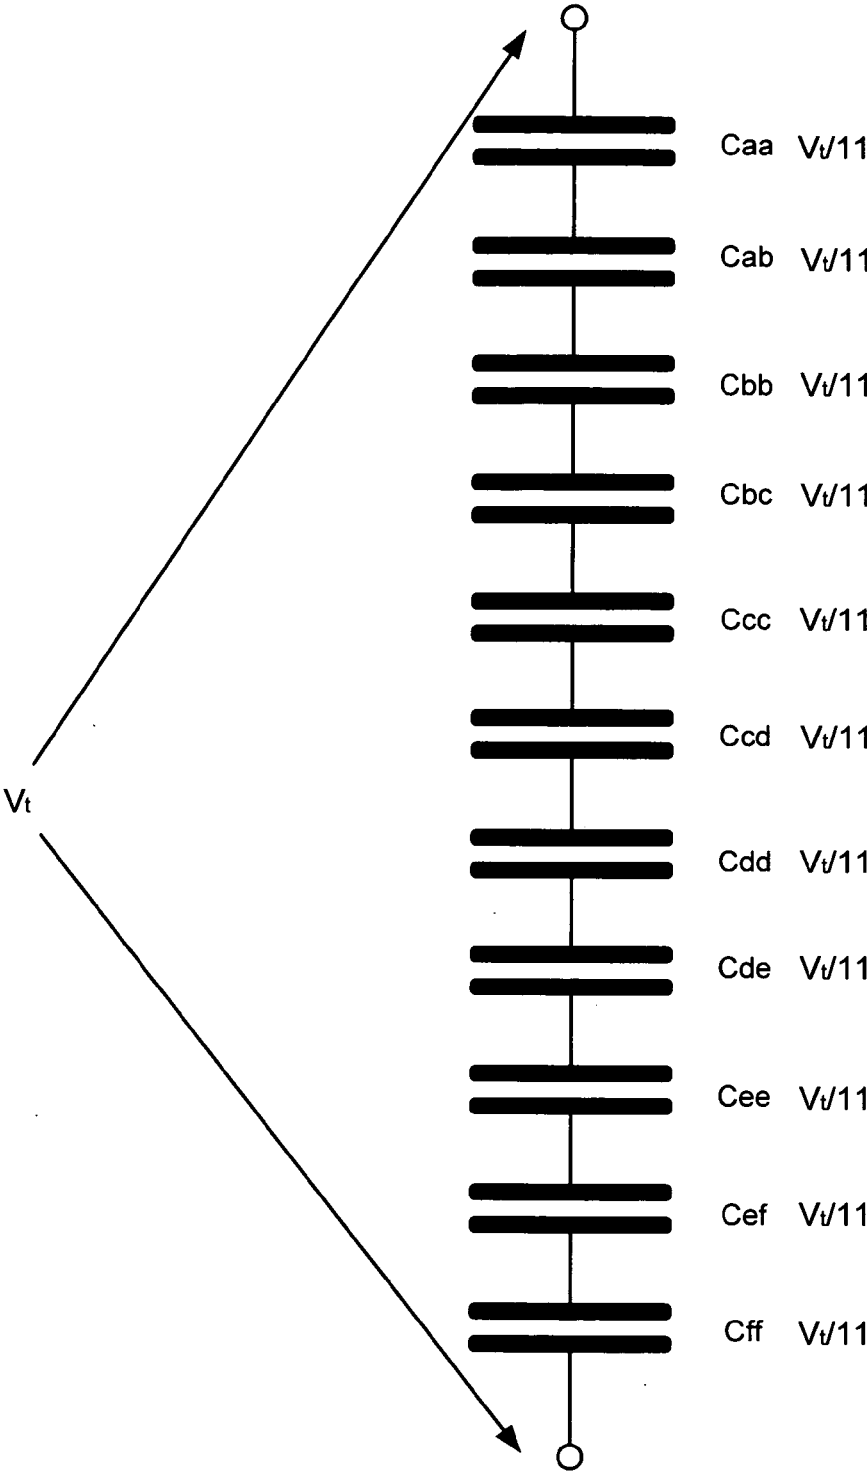 Caa Vt/11
Cab Vt/11
Cbb Vt/11
Cbc Vt/11
Ccc Vt/11
Ccd Vt/11
Vt
Cdd Vt/11
Cde Vt/11
Cee Vt/11
Cef Vt/11
Cff Vt/11